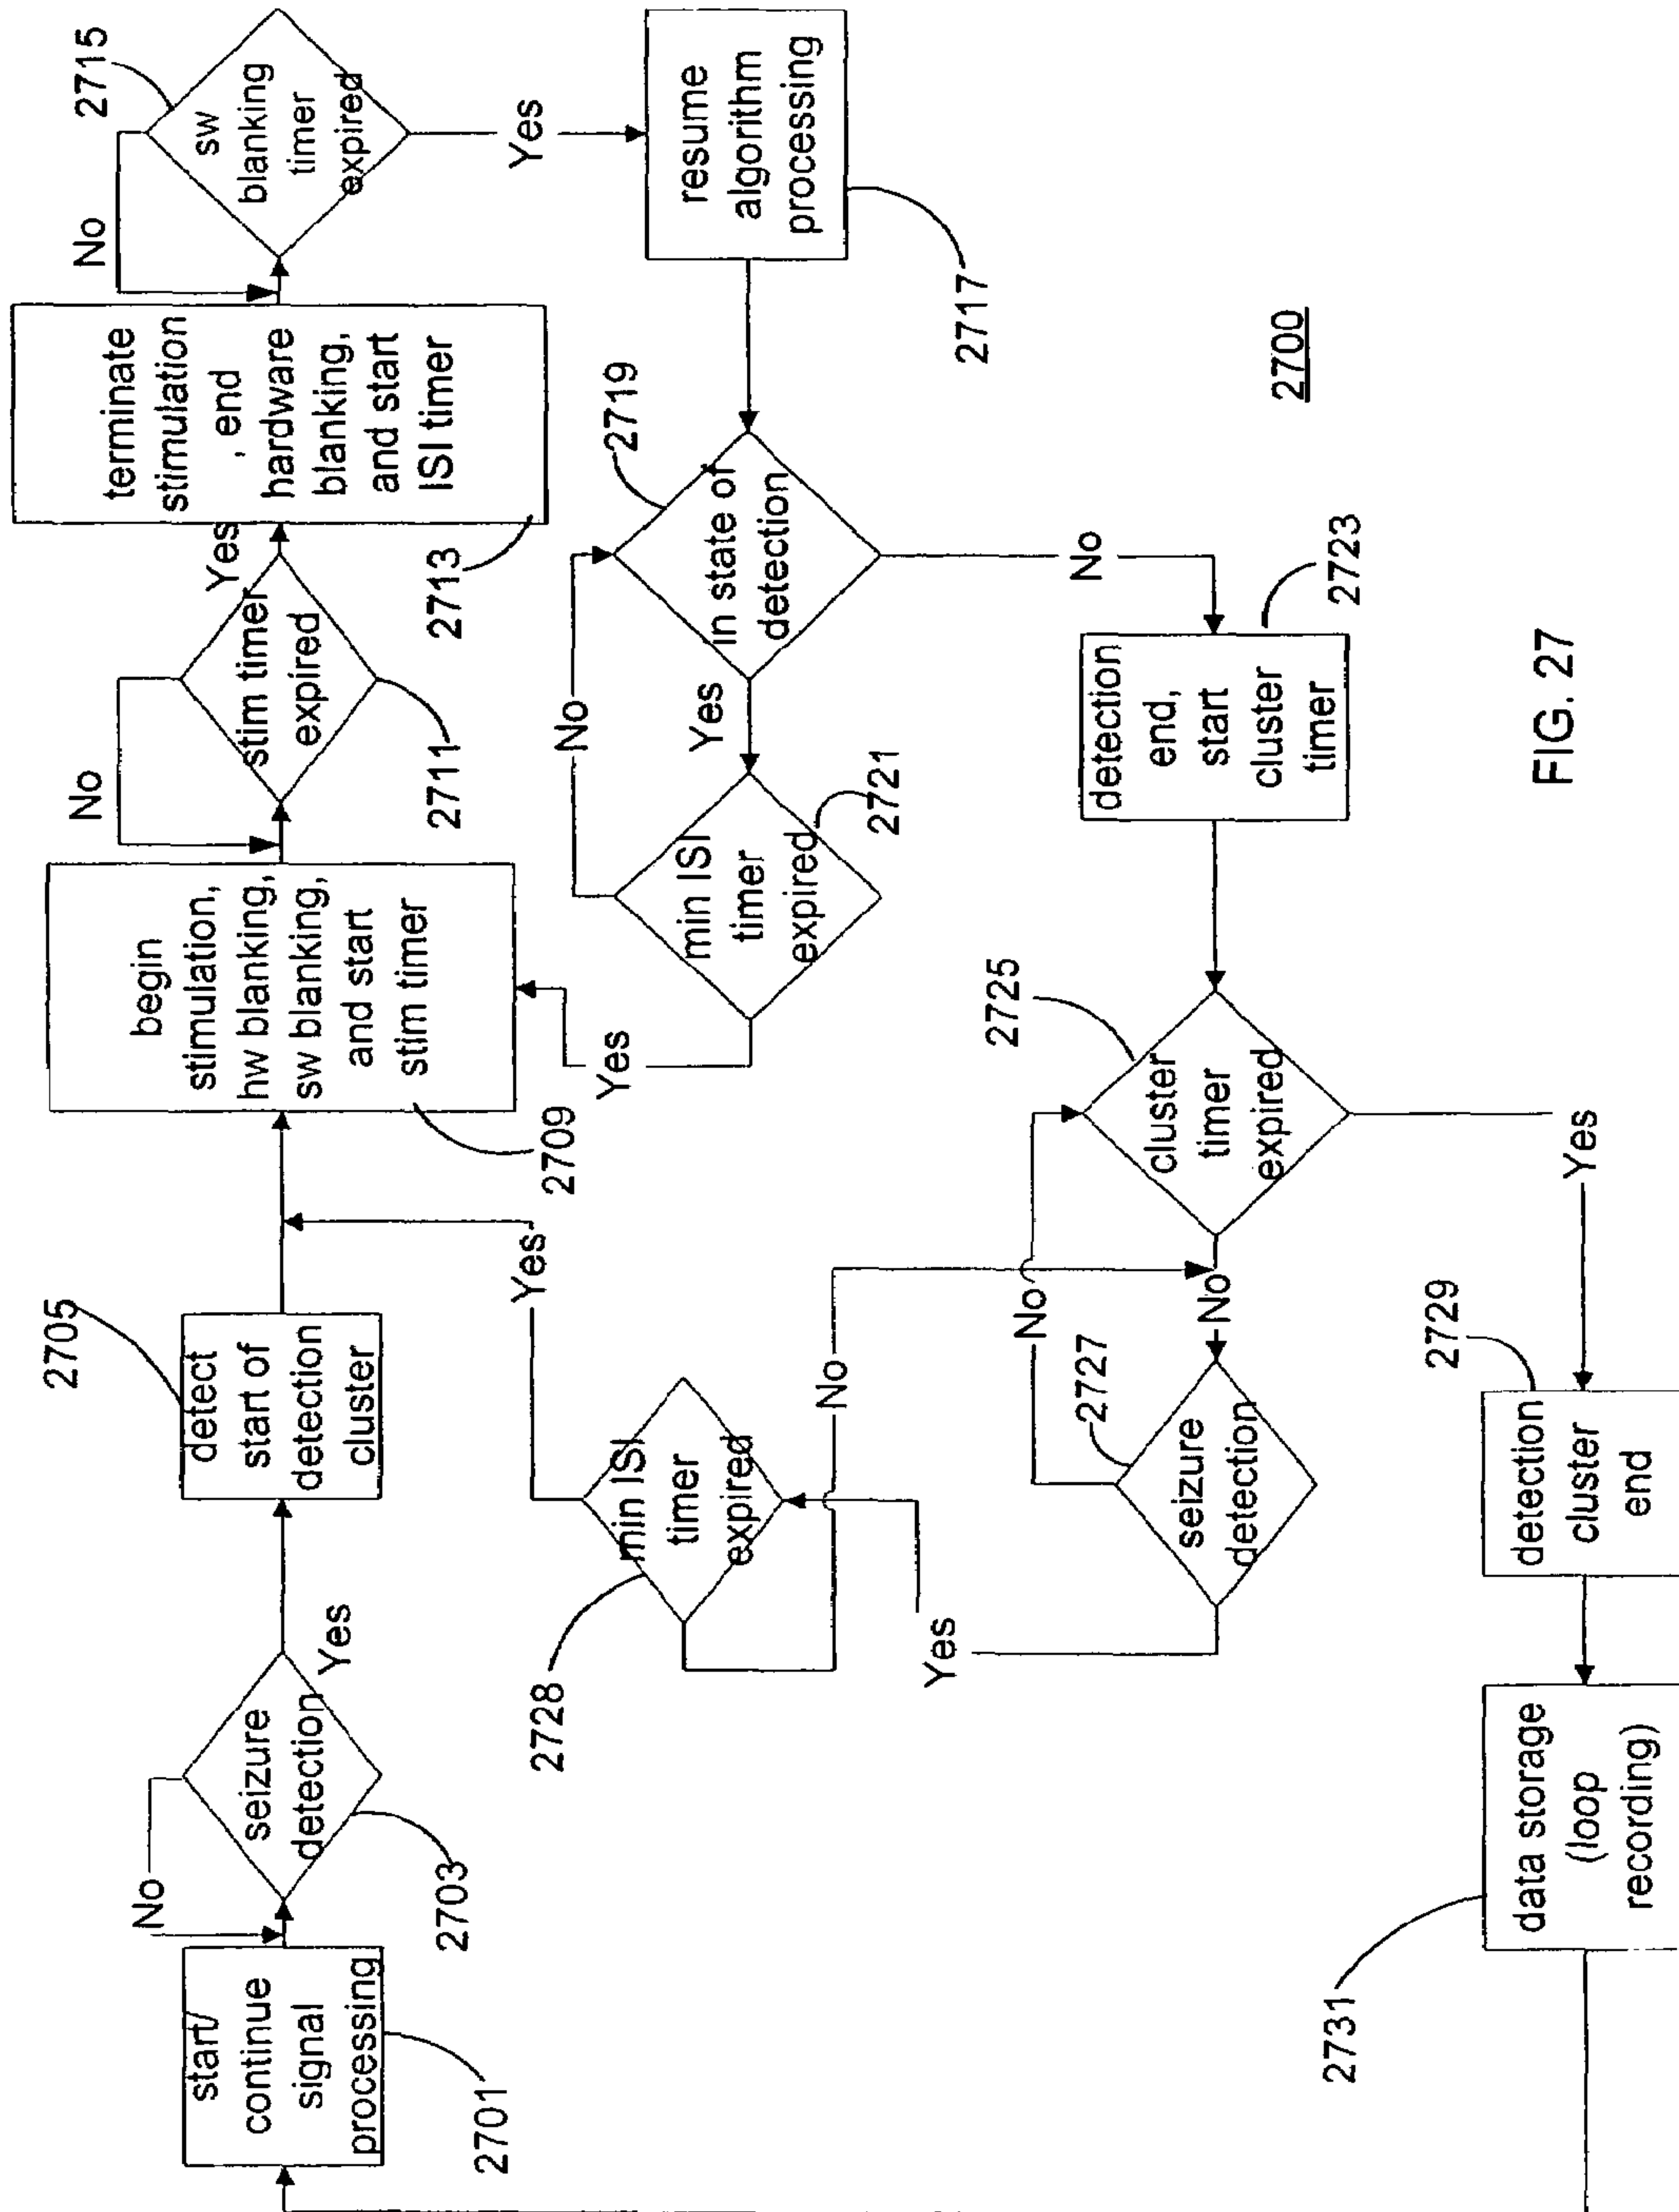 start/
continue
signal
processing
2701
No
seizure
detection
Yes
2703
detect
start of
detection
cluster
2705
begin
stimulation,
hw blanking,
sw blanking,
and start
stim timer
2709
No
stim timer
expired
Yes
2711
terminate
stimulation
, end
hardware
blanking,
and start
ISI timer
2713
No
sw
blanking
timer
expired
2715
Yes
resume
algorithm
processing
2717
in state of
detection
2719
Yes
No
min ISI
timer
expired
2721
No
Yes
detection
end,
start
cluster
timer
2723
cluster
timer
expired
2725
No
Yes
seizure
detection
2727
No
Yes
min ISI
timer
expired
2728
Yes
No
detection
cluster
end
2729
data storage
(loop
recording)
2731
2700
FIG. 27